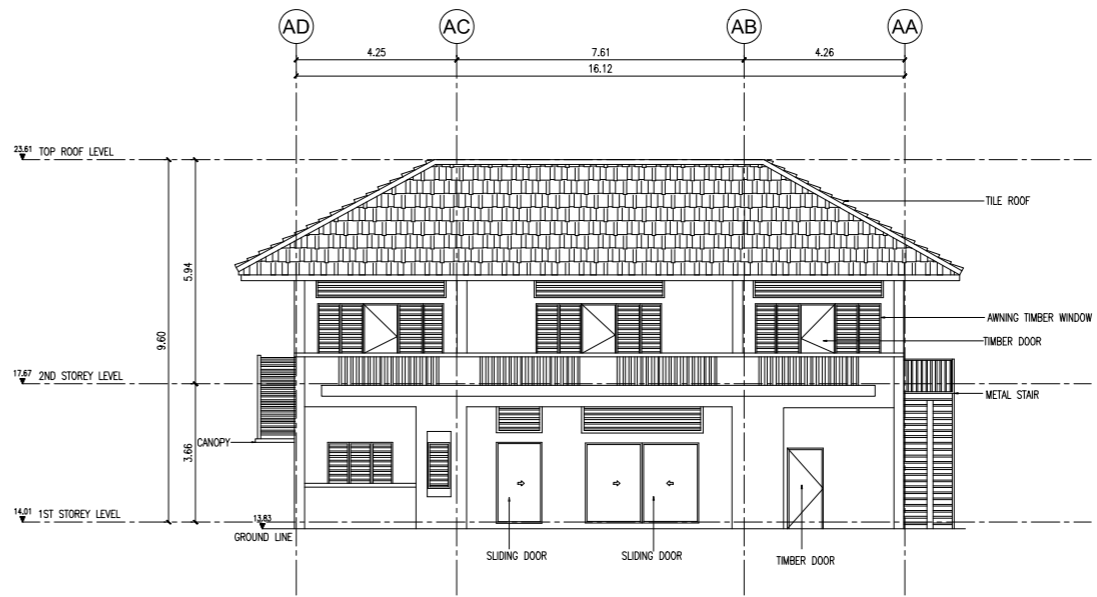 AD AC AB AA
4.25 7.61 4.26
16.12
23.61 TOP ROOF LEVEL
TILE ROOF
5.94
9.60
AWNING TIMBER WINDOW
TIMBER DOOR
17.67 2ND STOREY LEVEL
METAL STAIR
CANOPY
3.66
14.01 1ST STOREY LEVEL
13.83
GROUND LINE
SLIDING DOOR SLIDING DOOR TIMBER DOOR